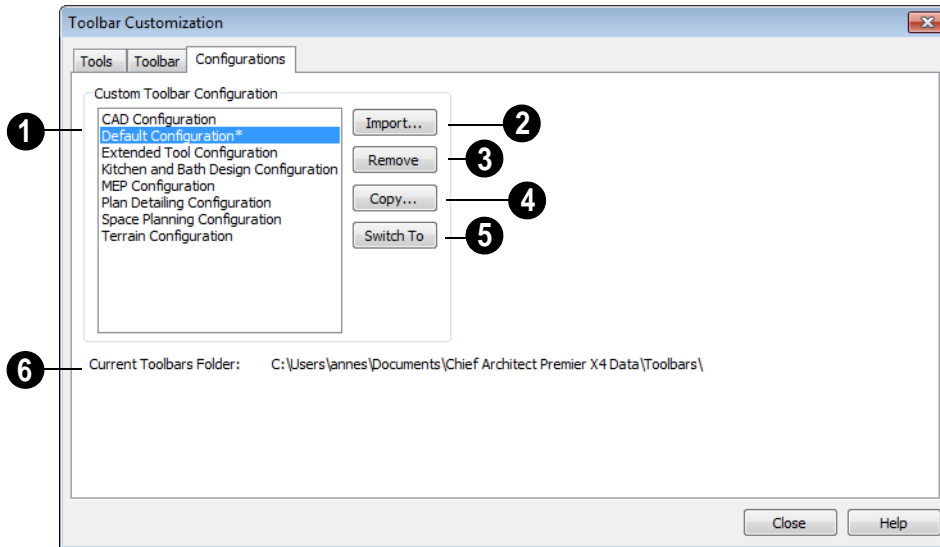 Toolbar Customization
Tools
Toolbar
Configurations
Custom Toolbar Configuration
1
CAD Configuration
Default Configuration*
Extended Tool Configuration
Kitchen and Bath Design Configuration
MEP Configuration
Plan Detailing Configuration
Space Planning Configuration
Terrain Configuration
Import...
2
Remove
3
Copy...
4
Switch To
5
6
Current Toolbars Folder: C:\Users\annes\Documents\Chief Architect Premier X4 Data\Toolbars\
Close
Help